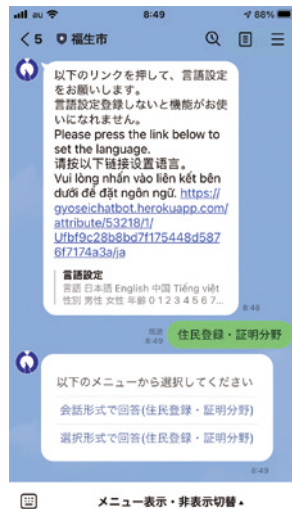 au 8:49 88%
< 5 福生市
以下のリンクを押して、言語設定
をお願いします。
言語設定登録しないと機能がお使
いになれません。
Please press the link below to
set the language.
请按以下链接设置语言。
Vui lòng nhấn vào liên kết bên
dưới để đặt ngôn ngữ. https://
gyoseichatbot.herokuapp.com/
attribute/53218/1/
Ufbf9c28b8bd7f175448d587
6f7174a3a/ja
言語設定
言語 日本語 English 中国 Tiếng việt
性別 男性 女性 年齢 0 1 2 3 4 5 6 7...
8:48
既読
8:49
住民登録・証明分野
以下のメニューから選択してください
会話形式で回答(住民登録・証明分野)
選択形式で回答(住民登録・証明分野)
8:49
メニュー表示・非表示切替▲